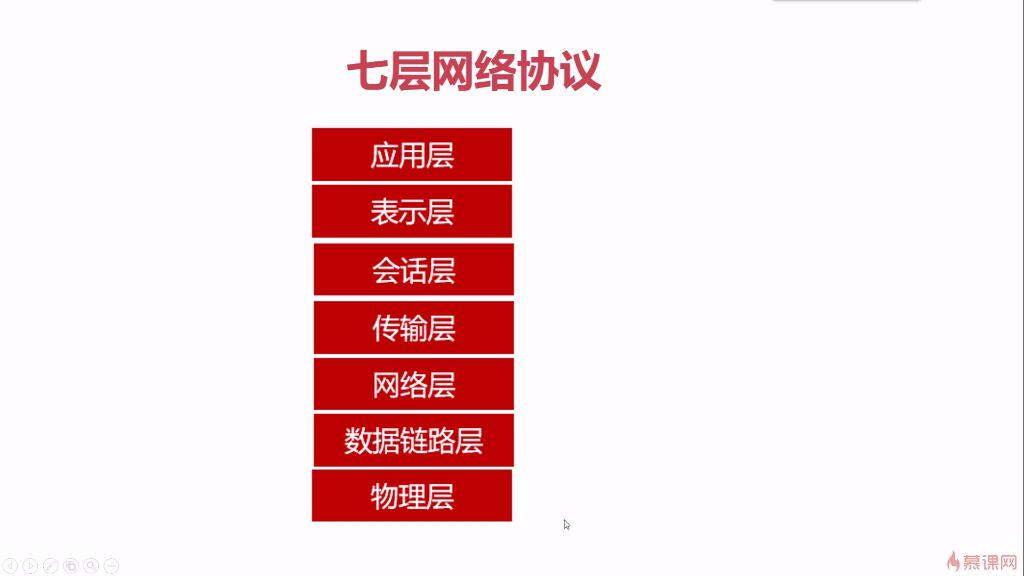 七层网络协议
应用层
表示层
会话层
传输层
网络层
数据链路层
物理层
慕课网